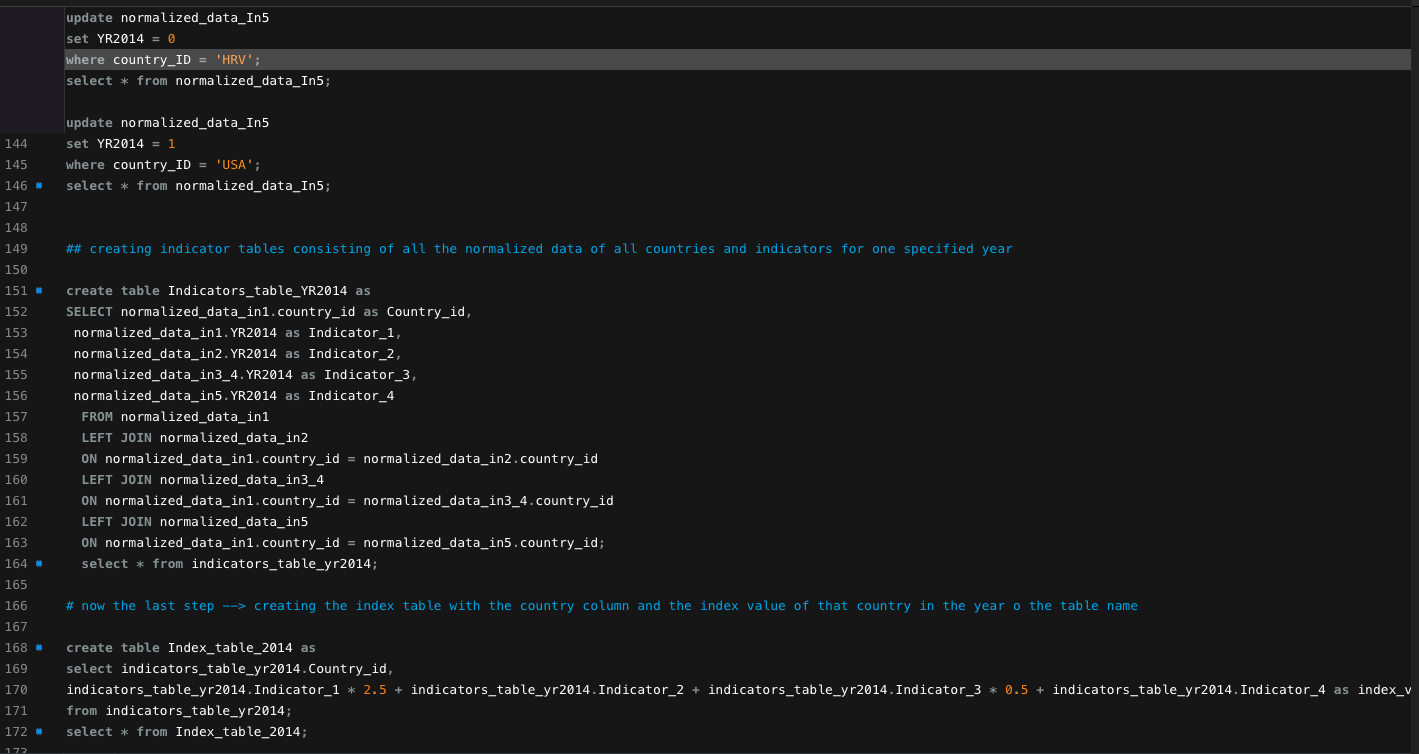 update normalized_data_In5
set YR2014 = 0
where country_ID = 'HRV';
select * from normalized_data_In5;
update normalized_data_In5
144 set YR2014 = 1
145 where country_ID = 'USA';
146 select * from normalized_data_In5;
147
148
149 ## creating indicator tables consisting of all the normalized data of all countries and indicators for one specified year
150
151 create table Indicators_table_YR2014 as
152 SELECT normalized_data_in1.country_id as Country_id,
153 normalized_data_in1.YR2014 as Indicator_1,
154 normalized_data_in2.YR2014 as Indicator_2,
155 normalized_data_in3_4.YR2014 as Indicator_3,
156 normalized_data_in5.YR2014 as Indicator_4
157 FROM normalized_data_in1
158 LEFT JOIN normalized_data_in2
159 ON normalized_data_in1.country_id = normalized_data_in2.country_id
160 LEFT JOIN normalized_data_in3_4
161 ON normalized_data_in1.country_id = normalized_data_in3_4.country_id
162 LEFT JOIN normalized_data_in5
163 ON normalized_data_in1.country_id = normalized_data_in5.country_id;
164 select * from indicators_table_yr2014;
165
166 # now the last step --> creating the index table with the country column and the index value of that country in the year o the table name
167
168 create table Index_table_2014 as
169 select indicators_table_yr2014.Country_id,
170 indicators_table_yr2014.Indicator_1 * 2.5 + indicators_table_yr2014.Indicator_2 + indicators_table_yr2014.Indicator_3 * 0.5 + indicators_table_yr2014.Indicator_4 as index_v
171 from indicators_table_yr2014;
172 select * from Index_table_2014;
173